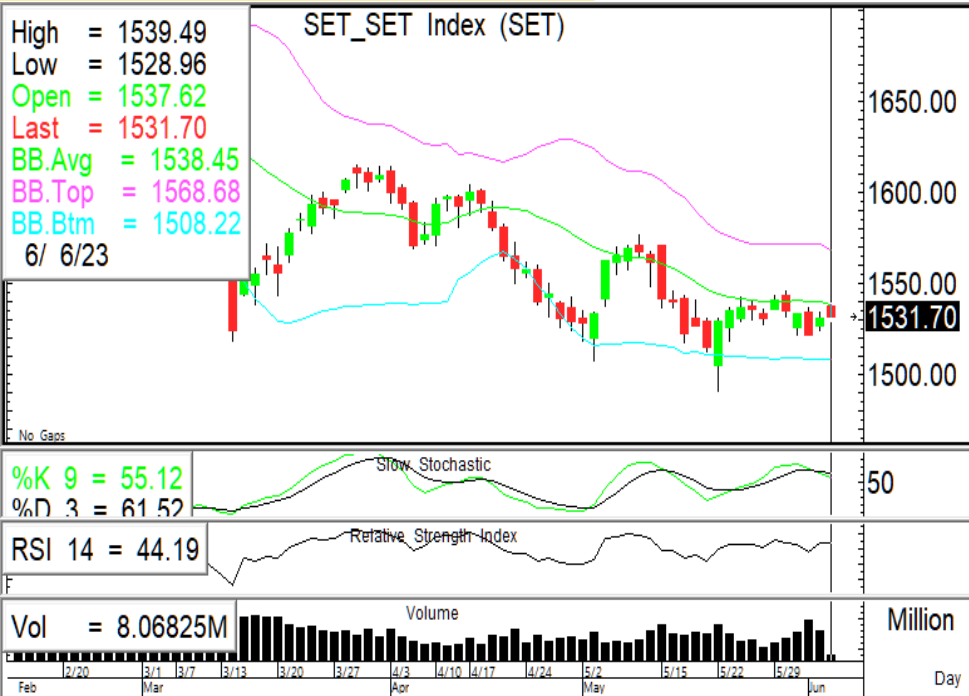 SET_SET Index (SET)
High = 1539.49
Low = 1528.96
Open = 1537.62
Last = 1531.70
BB.Avg = 1538.45
BB.Top = 1568.68
BB.Btm = 1508.22
6/ 6/23
1650.00
1600.00
1550.00
1531.70
1500.00
No Gaps
Slow Stochastic
%K 9 = 55.12
%D 3 = 61.52
50
Relative Strength Index
RSI 14 = 44.19
Volume
Vol = 8.06825M
Million
2/20 3/1 3/7 3/13 3/20 3/27 4/3 4/10 4/17 4/24 5/2 5/15 5/22 5/29
Feb Mar Apr May Jun
Day